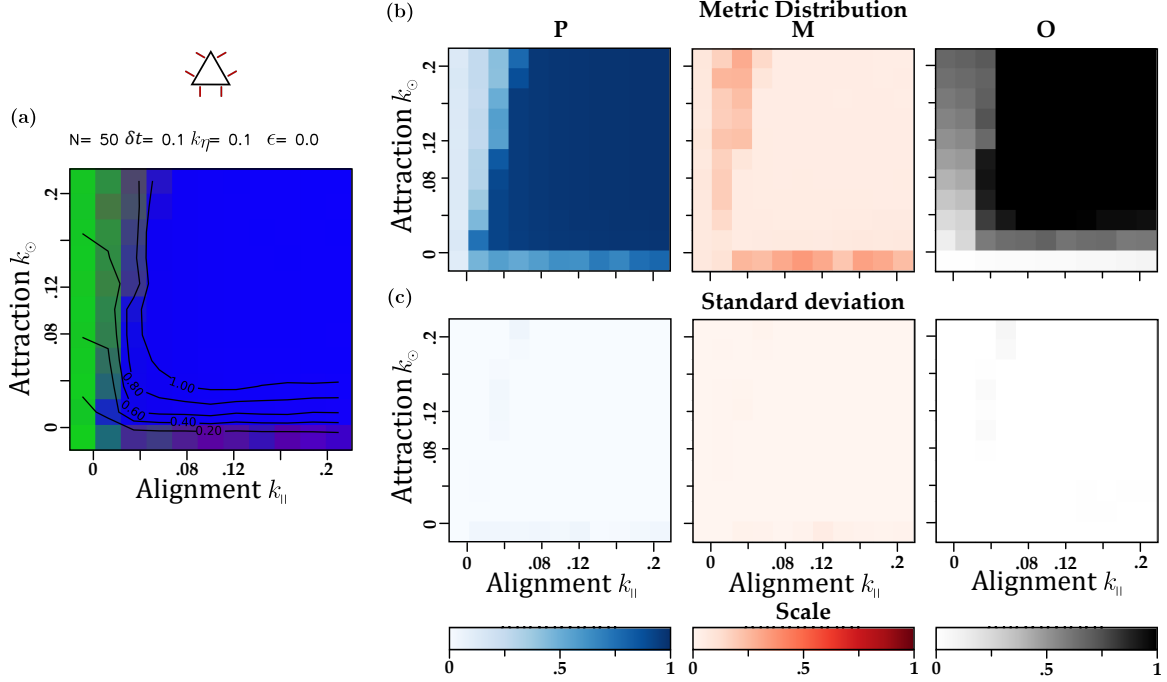 (a)
N= 50 δt= 0.1 kη= 0.1 ϵ= 0.0
Attraction k⊙
.2
.12
.08
0
1.00
0.80
0.60
0.40
0.20
0 .08 .12 .2
Alignment k||
(b)
Metric Distribution
P M O
Attraction k⊙
.2
.12
.08
0
(c)
Standard deviation
Attraction k⊙
.2
.12
.08
0
0 .08 .12 .2 0 .08 .12 .2 0 .08 .12 .2
Alignment k|| Alignment k|| Alignment k||
Scale
0 .5 1 0 .5 1 0 .5 1